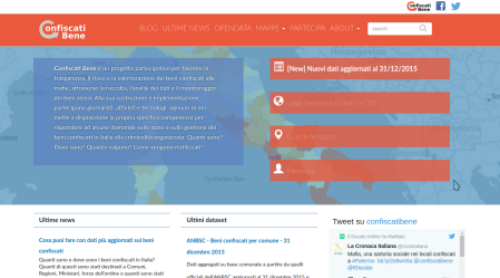 Confiscati Bene
Confiscati Bene
BLOG ULTIME NEWS OPENDATA MAPPE PARTECIPA ABOUT
search
Confiscati Bene è un progetto partecipativo per favorire la
trasparenza, il riuso e la valorizzazione dei beni confiscati alle
mafie, attraverso la raccolta, l'analisi dei dati e il monitoraggio
dei beni stessi. Alla sua costruzione e implementazione
partecipano giornalisti, attivisti e tecnologi: ognuno di noi
mette a disposizione la propria specifica competenza per
rispondere ad alcune domande sullo stato e sulla gestione dei
beni confiscati in Italia alla criminalità organizzata. Quanti sono?
Dove sono? Quanto valgono? Come vengono riutilizzati?
[New] Nuovi dati aggiornati al 31/12/2015
Tyrrhenian Sea
Ultime news
Cosa puoi fare con dati più aggiornati sui beni
confiscati
Quanti sono e dove sono i beni confiscati in Italia?
Quanti di questi sono stati destinati a Comuni,
Regioni, Ministeri, forze dell'ordine e quanti sono stati
Ultimi dataset
ANBSC - Beni confiscati per comune - 31
dicembre 2015
Dati aggregati su base comunale a partire da quelli
ufficiali dell'ANBSC aggiornati al 31 dicembre 2015 e
Tweet su confiscatibene
La Cronaca Italiana
Mafia, una sartoria sociale nei locali confiscati